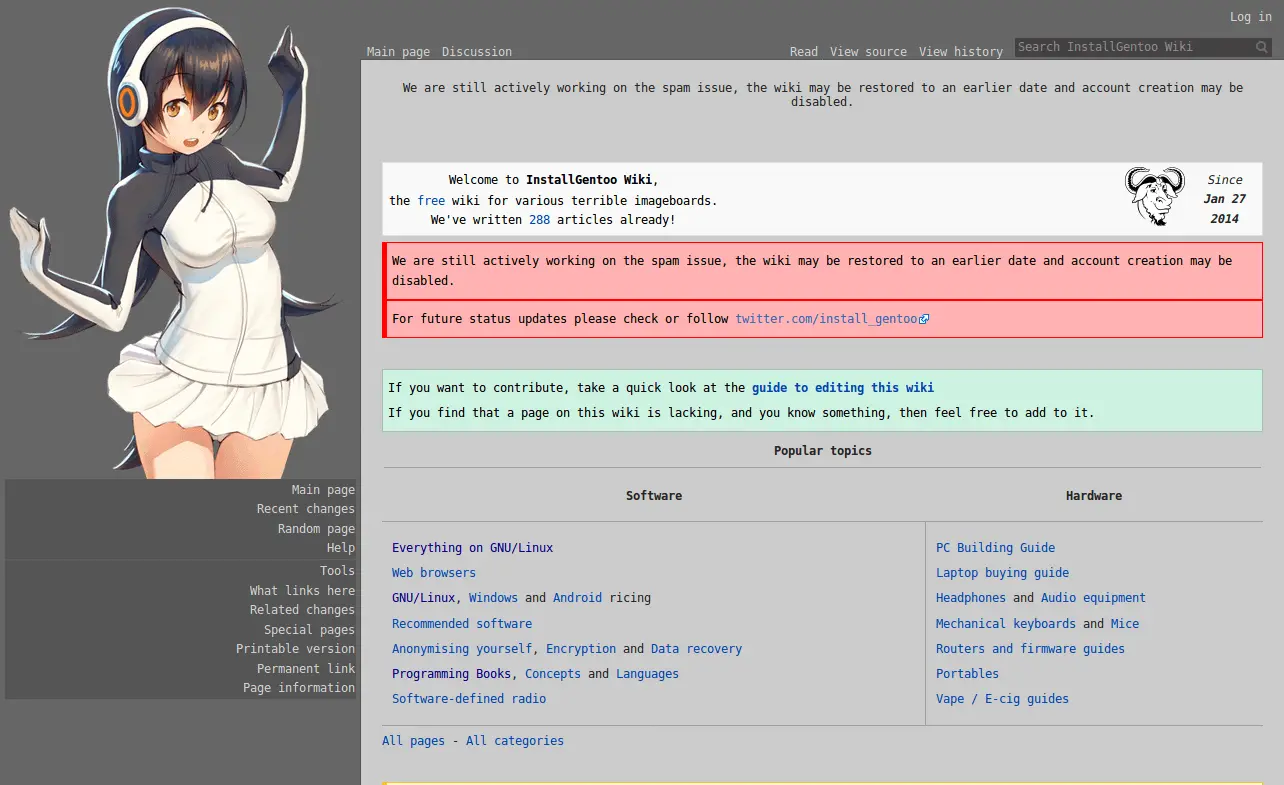 Log in
Main page Discussion
Read View source View history
Search InstallGentoo Wiki
We are still actively working on the spam issue, the wiki may be restored to an earlier date and account creation may be
disabled.
Welcome to InstallGentoo Wiki,
the free wiki for various terrible imageboards.
We've written 288 articles already!
Since
Jan 27
2014
We are still actively working on the spam issue, the wiki may be restored to an earlier date and account creation may be
disabled.
For future status updates please check or follow twitter.com/install_gentoo
If you want to contribute, take a quick look at the guide to editing this wiki
If you find that a page on this wiki is lacking, and you know something, then feel free to add to it.
Popular topics
Software
Everything on GNU/Linux
Web browsers
GNU/Linux, Windows and Android ricing
Recommended software
Anonymising yourself, Encryption and Data recovery
Programming Books, Concepts and Languages
Software-defined radio
Hardware
PC Building Guide
Laptop buying guide
Headphones and Audio equipment
Mechanical keyboards and Mice
Routers and firmware guides
Portables
Vape / E-cig guides
All pages - All categories
Main page
Recent changes
Random page
Help
Tools
What links here
Related changes
Special pages
Printable version
Permanent link
Page information